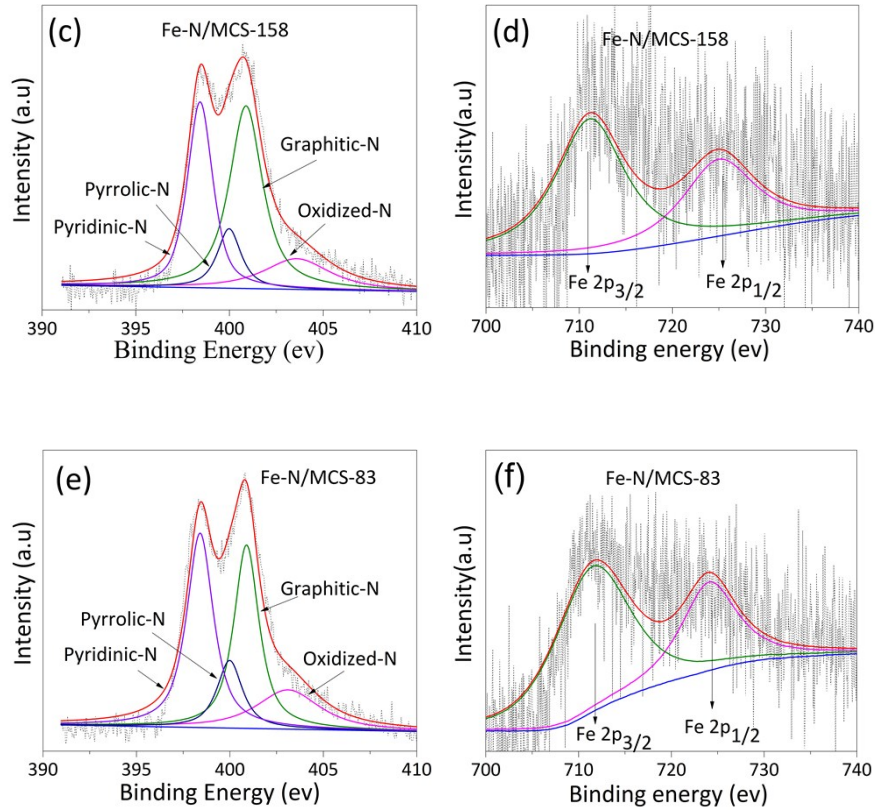 (c)
Fe-N/MCS-158
Graphitic-N
Pyrrolic-N
Oxidized-N
Pyridinic-N
Intensity (a.u)
390 395 400 405 410
Binding Energy (ev)
(d)
Fe-N/MCS-158
Fe 2p3/2
Fe 2p1/2
Intensity(a.u)
700 710 720 730 740
Binding energy (ev)
(e)
Fe-N/MCS-83
Graphitic-N
Pyrrolic-N
Pyridinic-N
Oxidized-N
Intensity (a.u)
390 395 400 405 410
Binding Energy (ev)
(f)
Fe-N/MCS-83
Fe 2p3/2
Fe 2p1/2
Intensity (a.u)
700 710 720 730 740
Binding energy (ev)